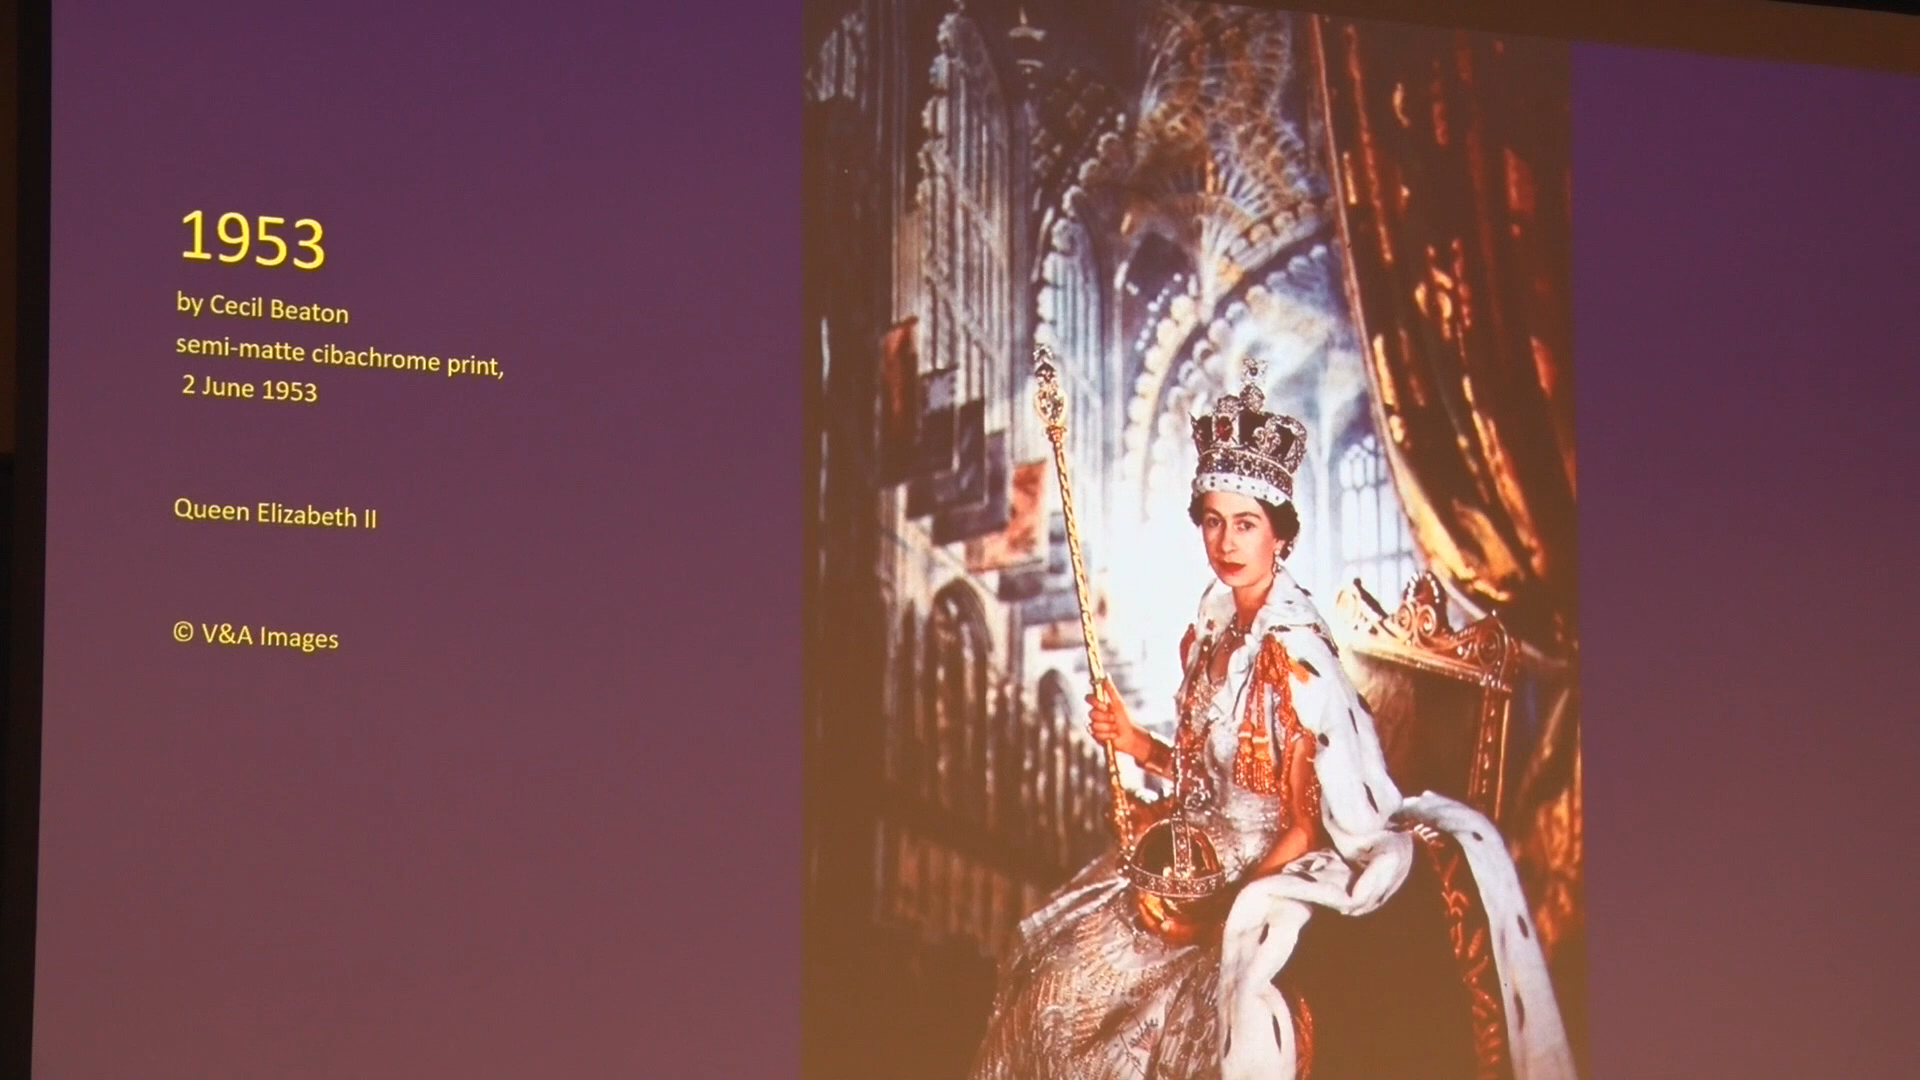 1953
by Cecil Beaton
semi-matte cibachrome print,
2 June 1953
Queen Elizabeth II
© V&A Images